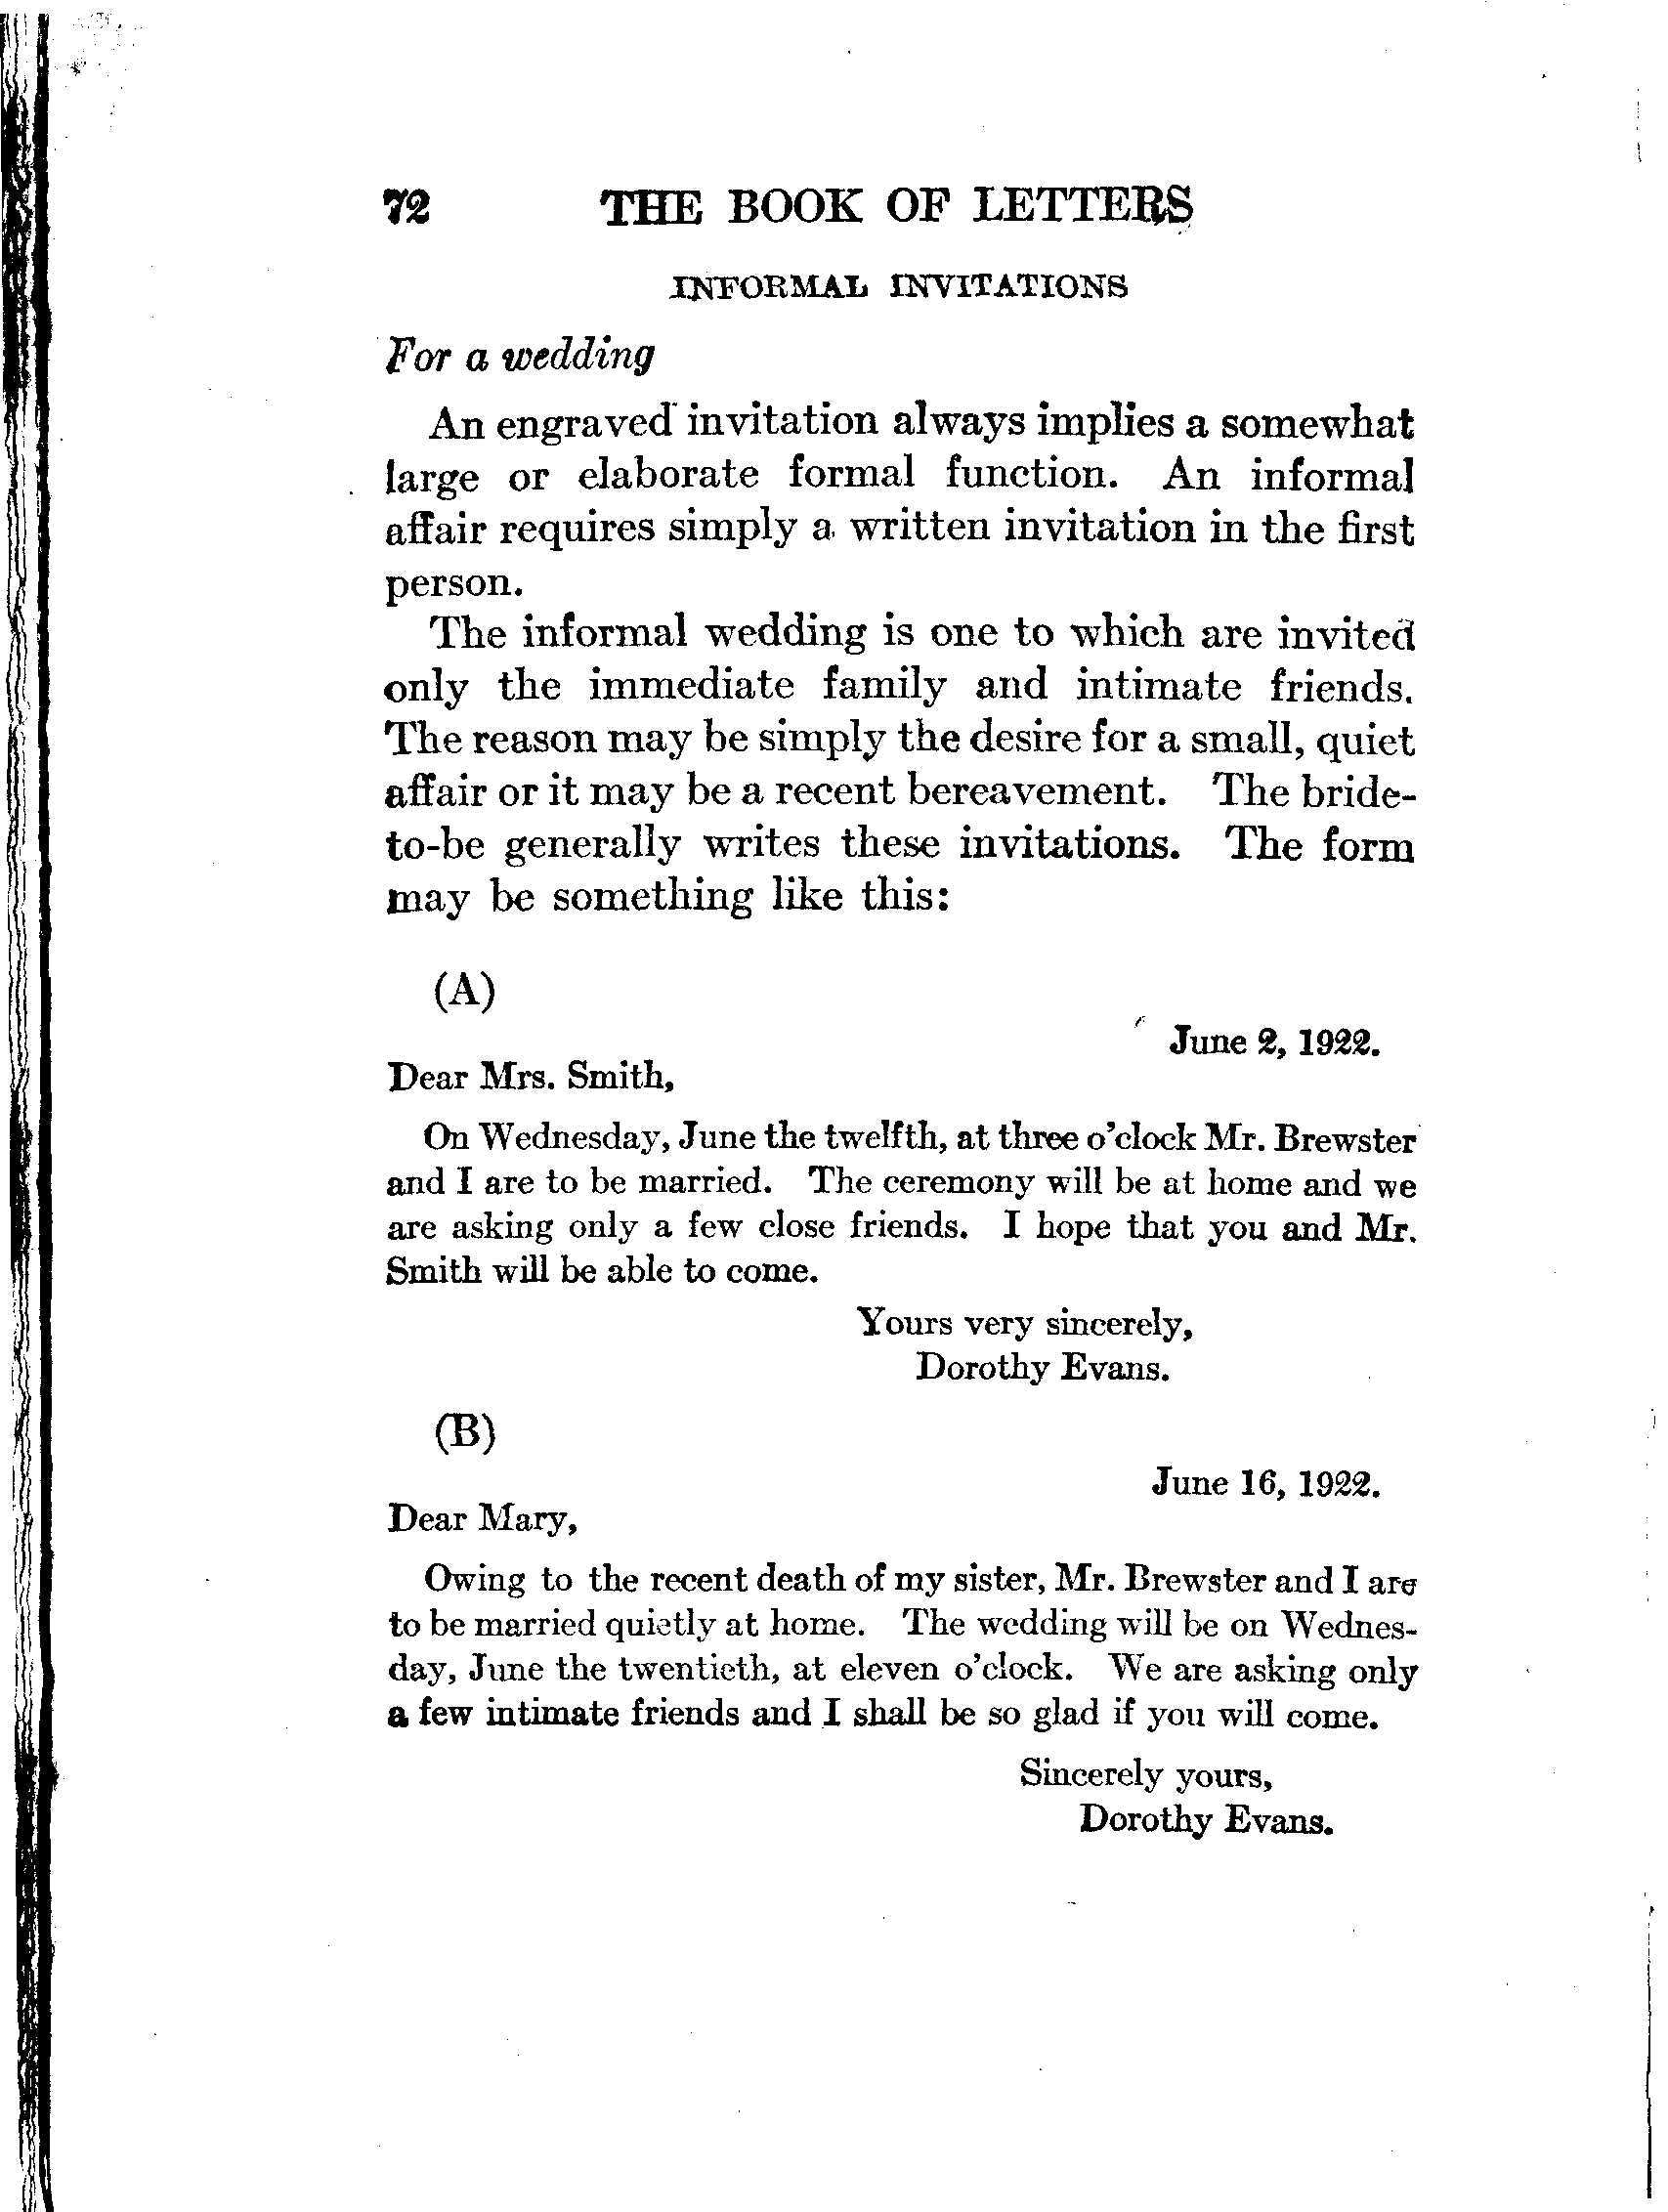 72 THE BOOK OF LETTERS
INFORMAL INVITATIONS
For a wedding
An engraved invitation always implies a somewhat
large or elaborate formal function. An informal
affair requires simply a written invitation in the first
person.
The informal wedding is one to which are invited
only the immediate family and intimate friends.
The reason may be simply the desire for a small, quiet
affair or it may be a recent bereavement. The bride-
to-be generally writes these invitations. The form
may be something like this:
(A)
June 2, 1922.
Dear Mrs. Smith,
On Wednesday, June the twelfth, at three o'clock Mr. Brewster
and I are to be married. The ceremony will be at home and we
are asking only a few close friends. I hope that you and Mr.
Smith will be able to come.
Yours very sincerely,
Dorothy Evans.
(B)
June 16, 1922.
Dear Mary,
Owing to the recent death of my sister, Mr. Brewster and I are
to be married quietly at home. The wedding will be on Wednes-
day, June the twentieth, at eleven o'clock. We are asking only
a few intimate friends and I shall be so glad if you will come.
Sincerely yours,
Dorothy Evans.